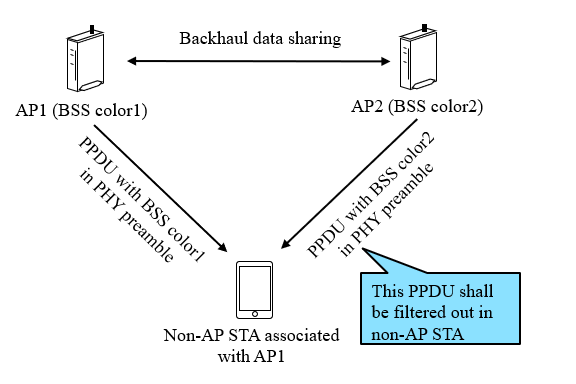 Backhaul data sharing
AP1 (BSS color1)
AP2 (BSS color2)
PPDU with BSS color1
in PHY preamble
PPDU with BSS color2
in PHY preamble
This PPDU shall
be filtered out in
non-AP STA
Non-AP STA associated
with AP1